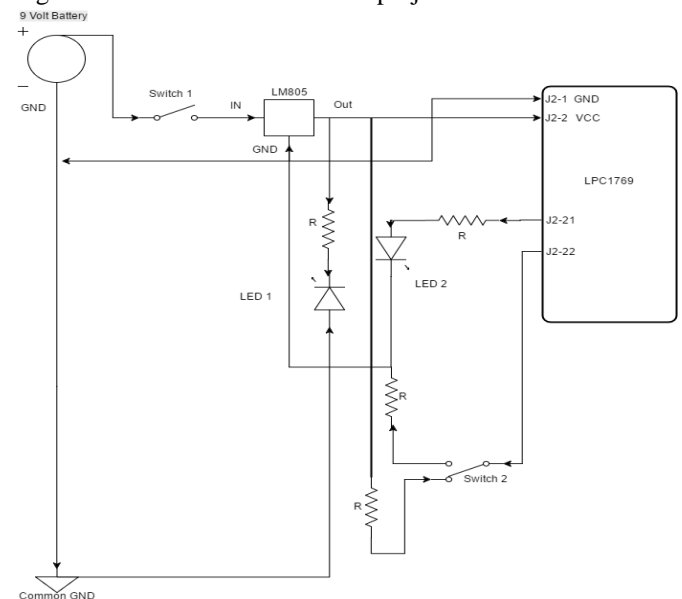 9 Volt Battery
+
−
GND
Switch 1
IN
LM805
Out
GND
J2-1 GND
J2-2 VCC
LPC1769
J2-21
J2-22
R
R
LED 1
LED 2
R
Switch 2
R
Common GND